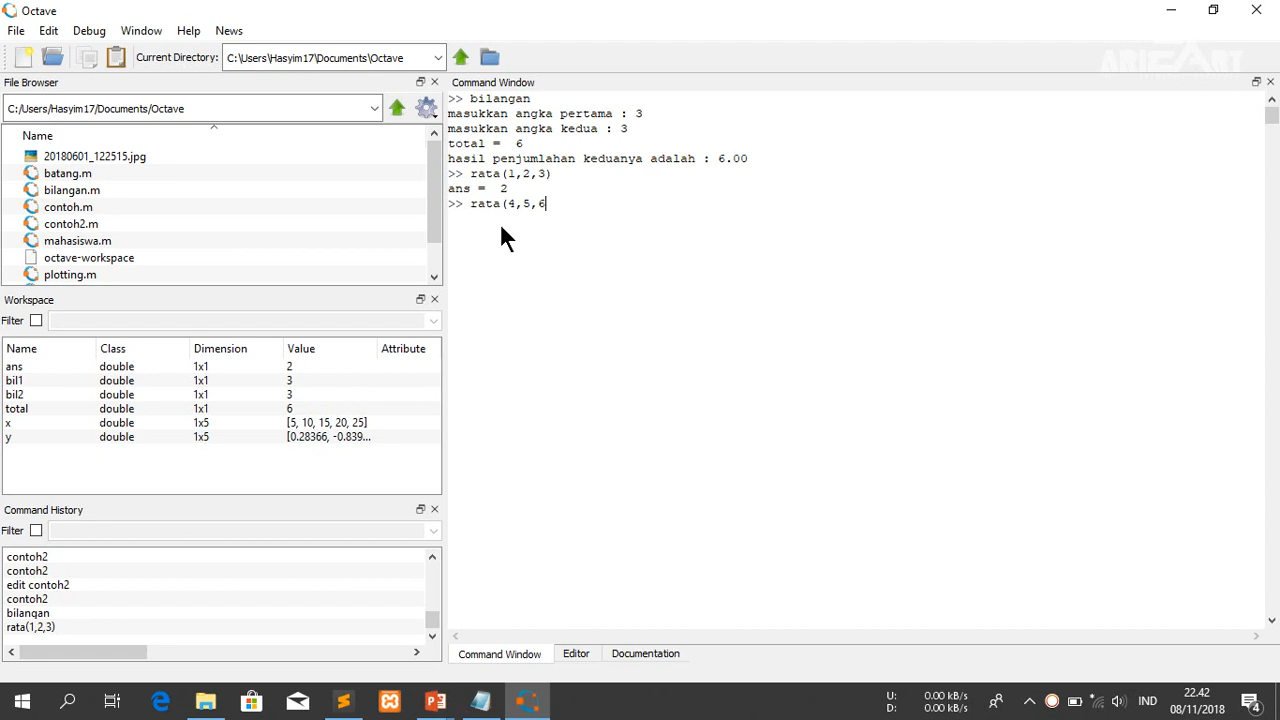 Octave
File Edit Debug Window Help News
Current Directory: C:\Users\Hasyim17\Documents\Octave
ARIEART
File Browser
C:/Users/Hasyim17/Documents/Octave
Name
20180601_122515.jpg
batang.m
bilangan.m
contoh.m
contoh2.m
mahasiswa.m
octave-workspace
plotting.m
Workspace
Filter
Name Class Dimension Value Attribute
ans double 1x1 2
bil1 double 1x1 3
bil2 double 1x1 3
total double 1x1 6
x double 1x5 [5, 10, 15, 20, 25]
y double 1x5 [0.28366, -0.839...
Command History
Filter
contoh2
contoh2
edit contoh2
contoh2
bilangan
rata(1,2,3)
Command Window
>> bilangan
masukkan angka pertama : 3
masukkan angka kedua : 3
total = 6
hasil penjumlahan keduanya adalah : 6.00
>> rata(1,2,3)
ans = 2
>> rata(4,5,6
Command Window Editor Documentation
U: 0.00 kB/s
D: 0.00 kB/s
IND
22.42
08/11/2018
4